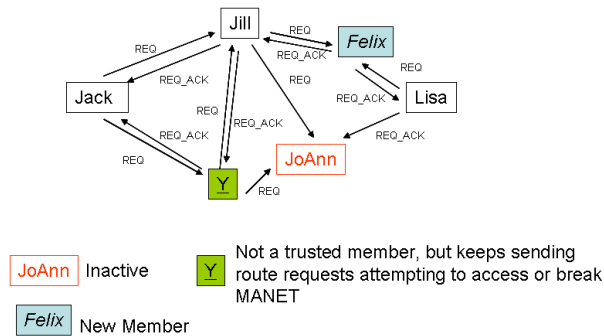 Jill
Felix
REQ
REQ_ACK
REQ
REQ_ACK
REQ
REQ
REQ_ACK
Jack
Lisa
REQ
REQ_ACK
REQ_ACK
REQ_ACK
REQ
JoAnn
Y
REQ
JoAnn Inactive
Y Not a trusted member, but keeps sending
route requests attempting to access or break
MANET
Felix New Member